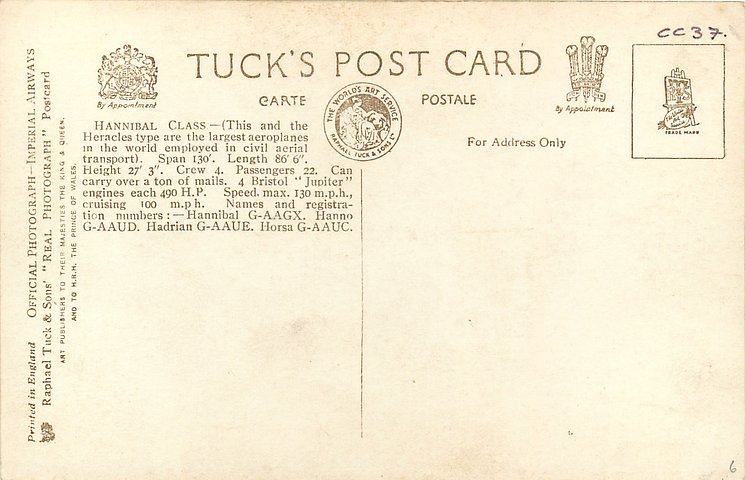 CC37.
TUCK'S POST CARD
By Appointment
By Appointment
CARTE POSTALE
THE WORLD'S ART SERVICE
RAPHAEL TUCK & SONS LD
TRADE MARK
For Address Only
HANNIBAL CLASS—(This and the
Heracles type are the largest aeroplanes
in the world employed in civil aerial
transport). Span 130'. Length 86' 6".
Height 27' 3". Crew 4. Passengers 22. Can
carry over a ton of mails. 4 Bristol "Jupiter"
engines each 490 H.P. Speed. max. 130 m.p.h.,
cruising 100 m.p.h. Names and registra-
tion numbers:—Hannibal G-AAGX. Hanno
G-AAUD. Hadrian G-AAUE. Horsa G-AAUC.
Printed in England OFFICIAL PHOTOGRAPH—IMPERIAL AIRWAYS
Raphael Tuck & Sons' "REAL PHOTOGRAPH" Postcard
ART PUBLISHERS TO THEIR MAJESTIES THE KING & QUEEN,
AND TO H.R.H. THE PRINCE OF WALES.
6